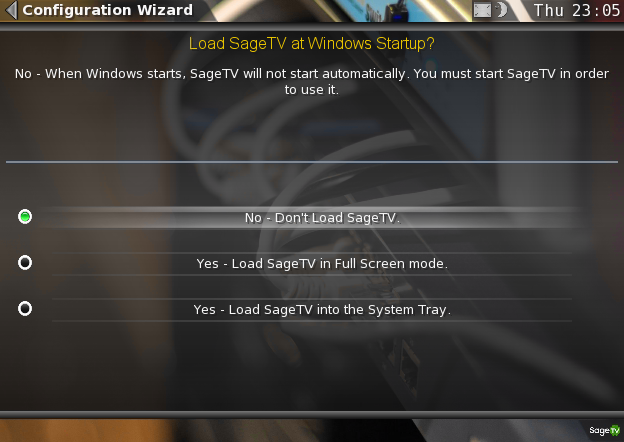 Configuration Wizard
Thu 23:05
Load SageTV at Windows Startup?
No - When Windows starts, SageTV will not start automatically. You must start SageTV in order
to use it.
No - Don't Load SageTV.
Yes - Load SageTV in Full Screen mode.
Yes - Load SageTV into the System Tray.
SageTV